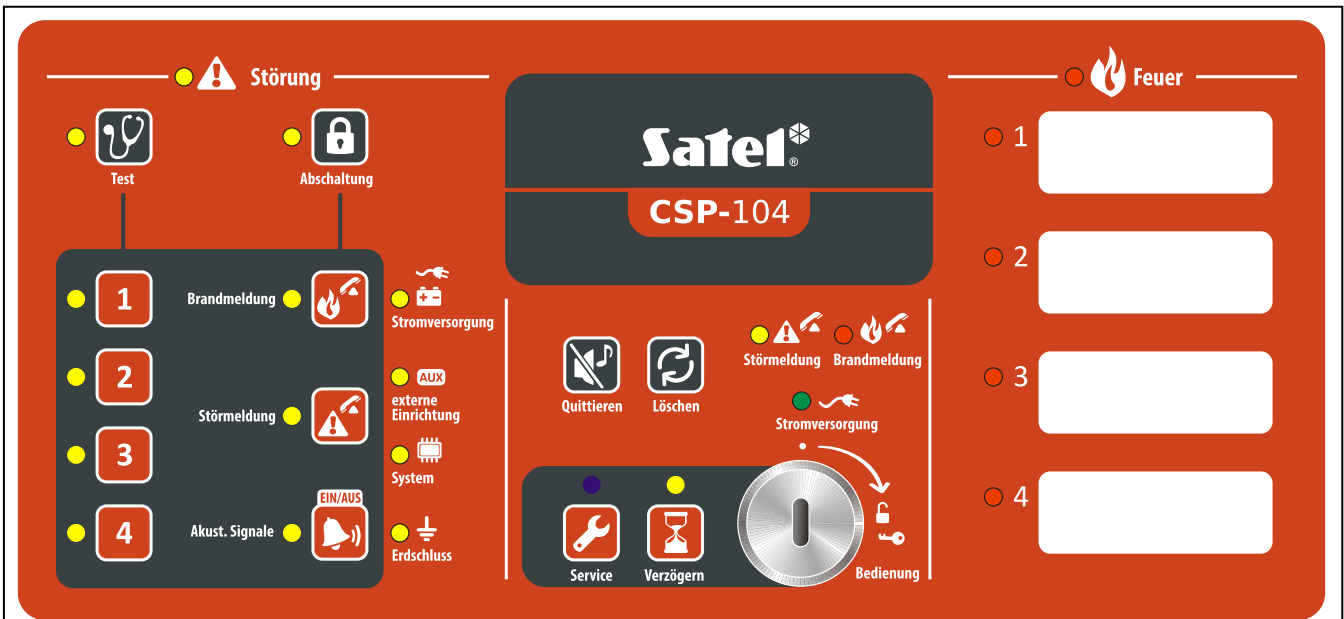 Störung
Test
Abschaltung
1
Brandmeldung
Stromversorgung
2
AUX
externe
Einrichtung
Störmeldung
3
System
EIN/AUS
4
Akust. Signale
Erdschluss
Satel®
CSP-104
Quittieren
Löschen
Störmeldung
Brandmeldung
Stromversorgung
Service
Verzögern
Bedienung
Feuer
1
2
3
4